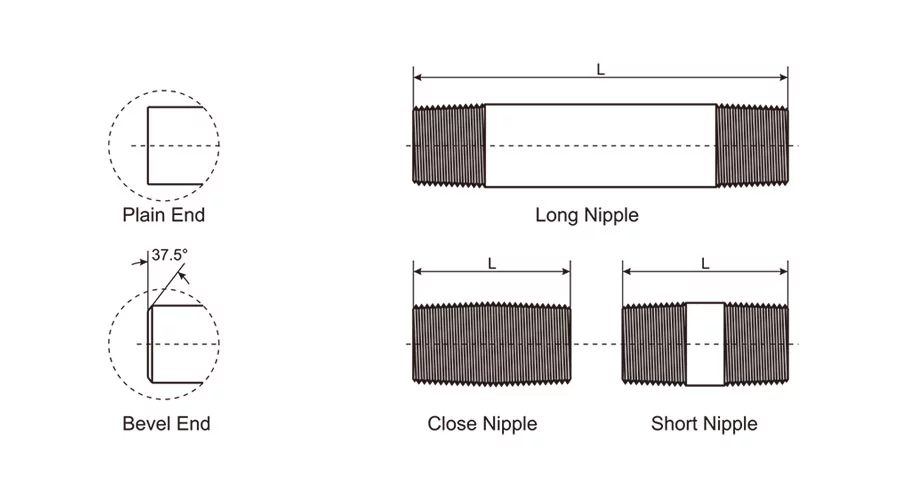 L
Plain End
Long Nipple
37.5°
L
L
Bevel End
Close Nipple
Short Nipple